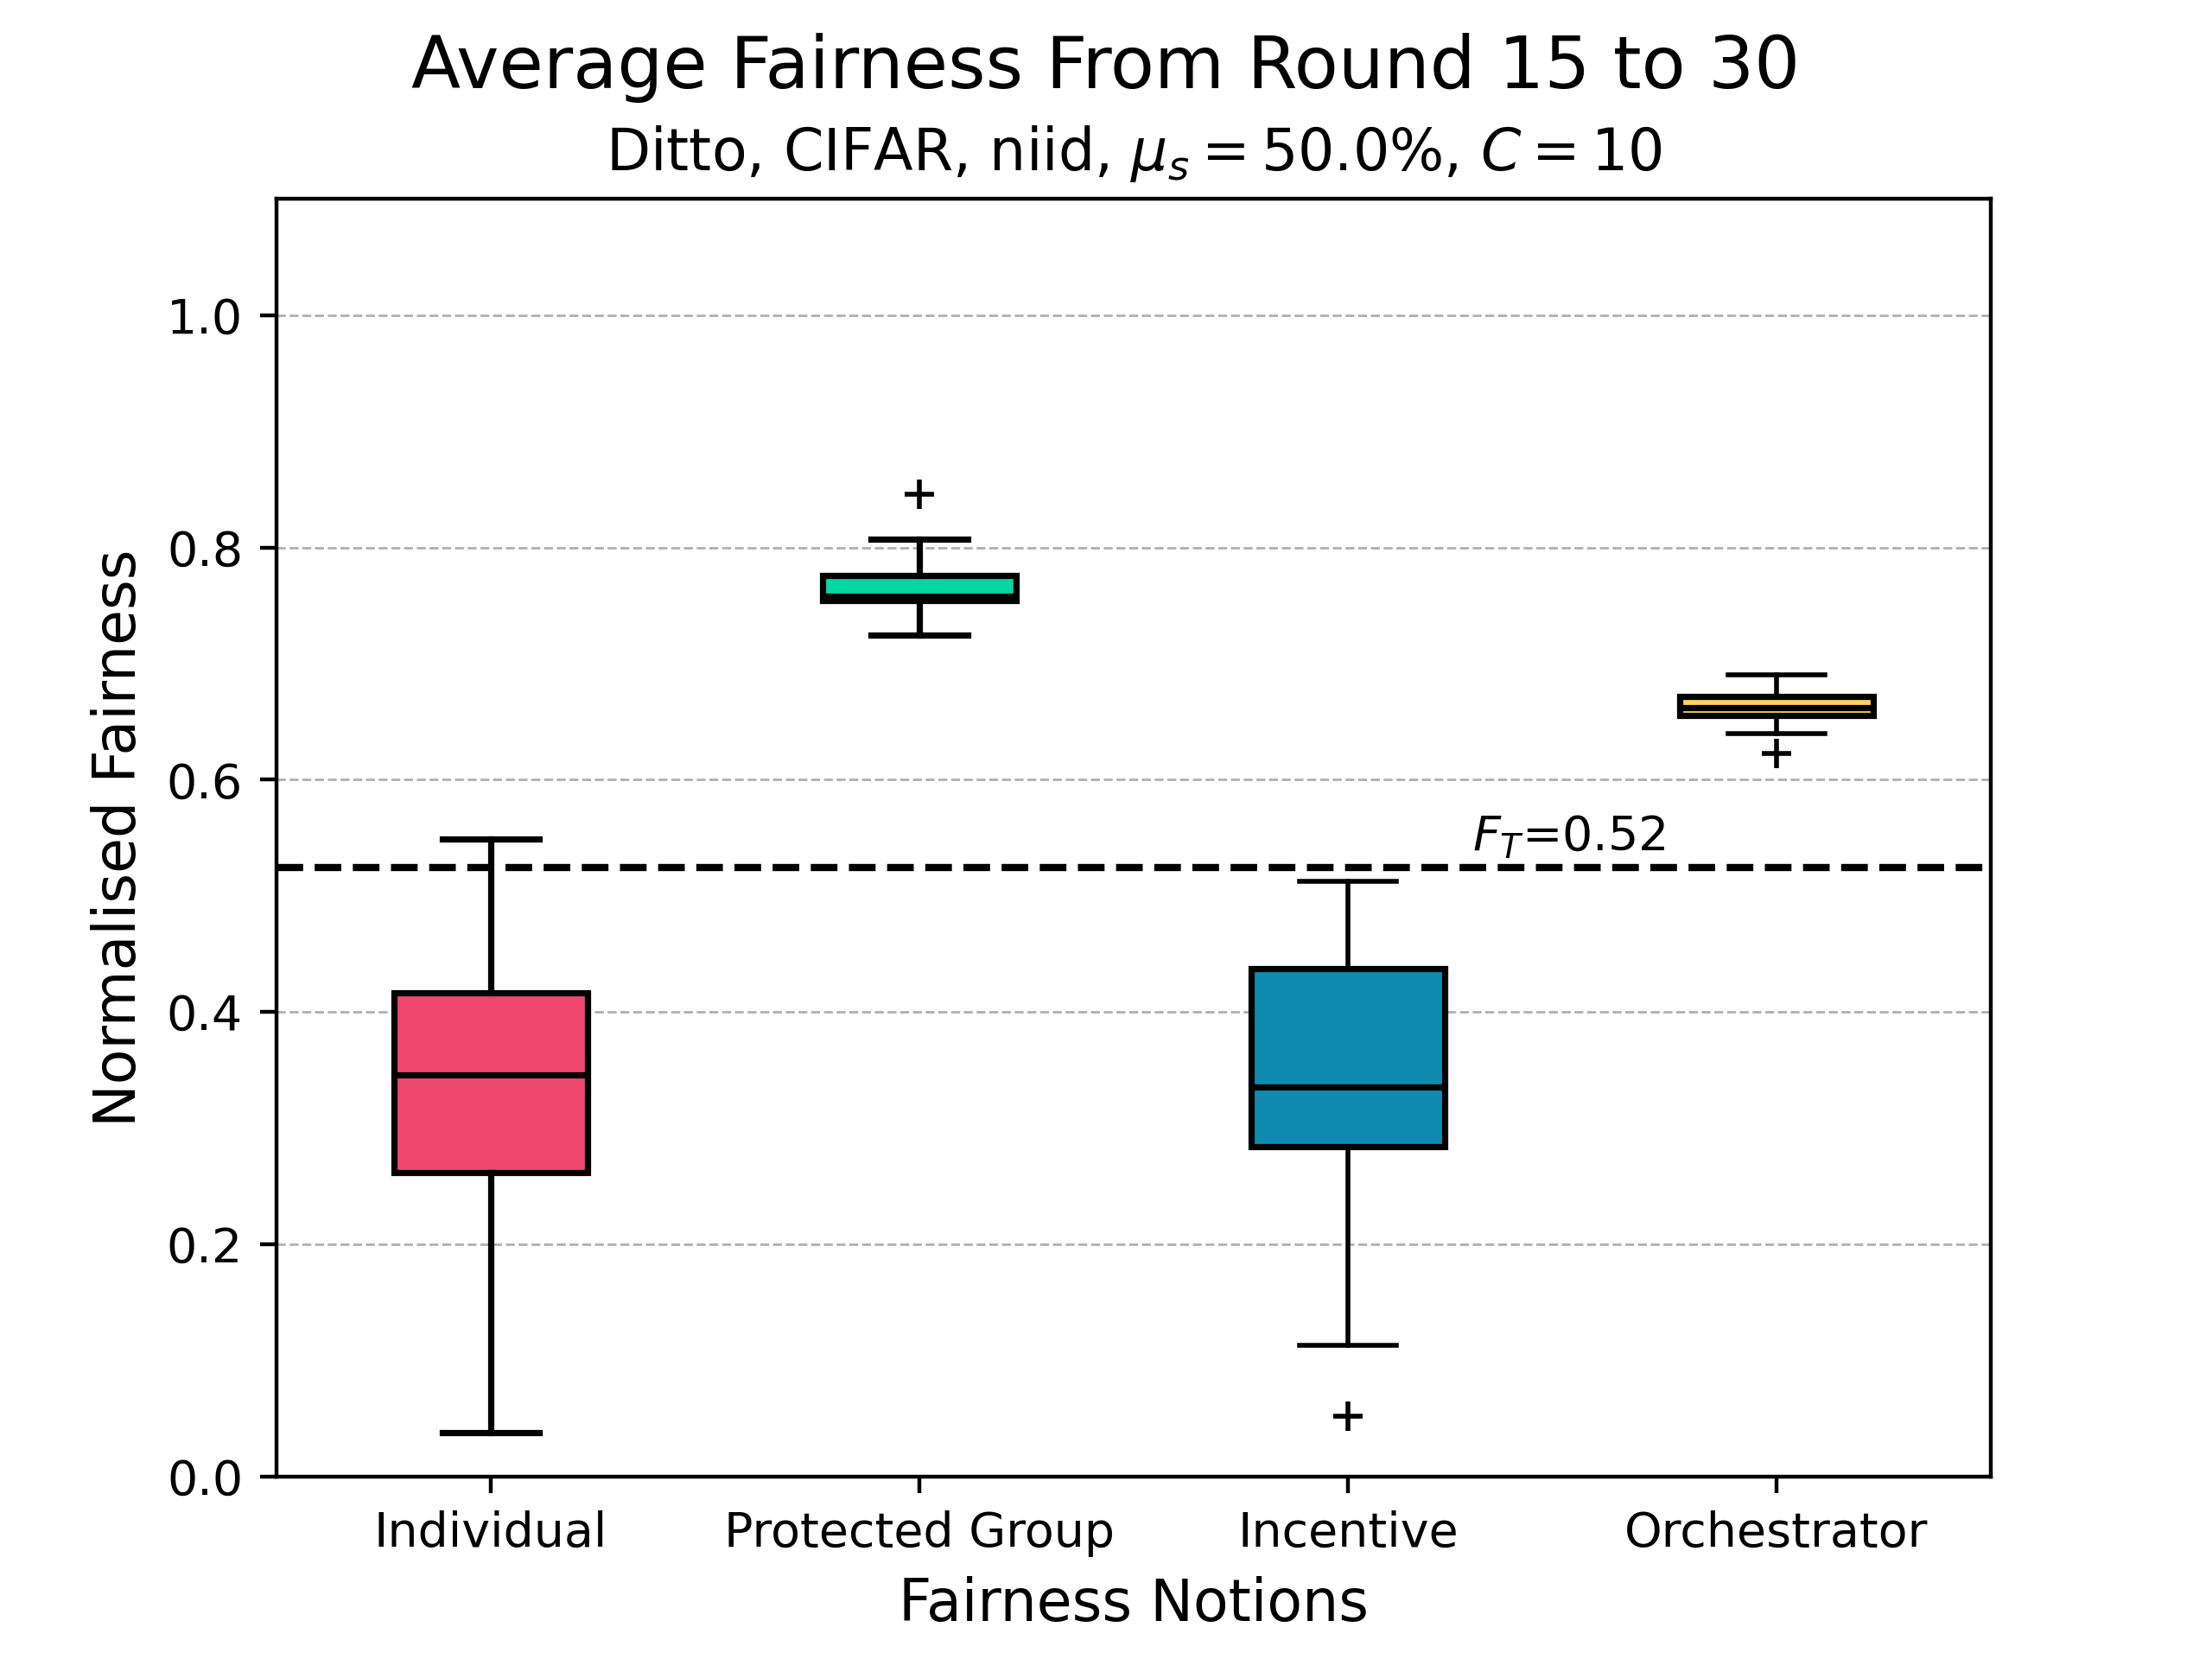 Average Fairness From Round 15 to 30
Ditto, CIFAR, niid, μₛ = 50.0%, C = 10
Normalised Fairness
1.0
0.8
0.6
0.4
0.2
0.0
F_T=0.52
Individual Protected Group Incentive Orchestrator
Fairness Notions